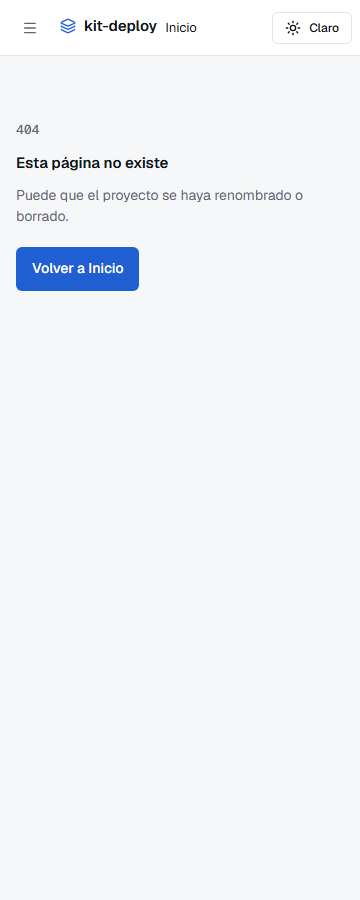 kit-deploy Inicio Claro
404
Esta página no existe
Puede que el proyecto se haya renombrado o
borrado.
Volver a Inicio